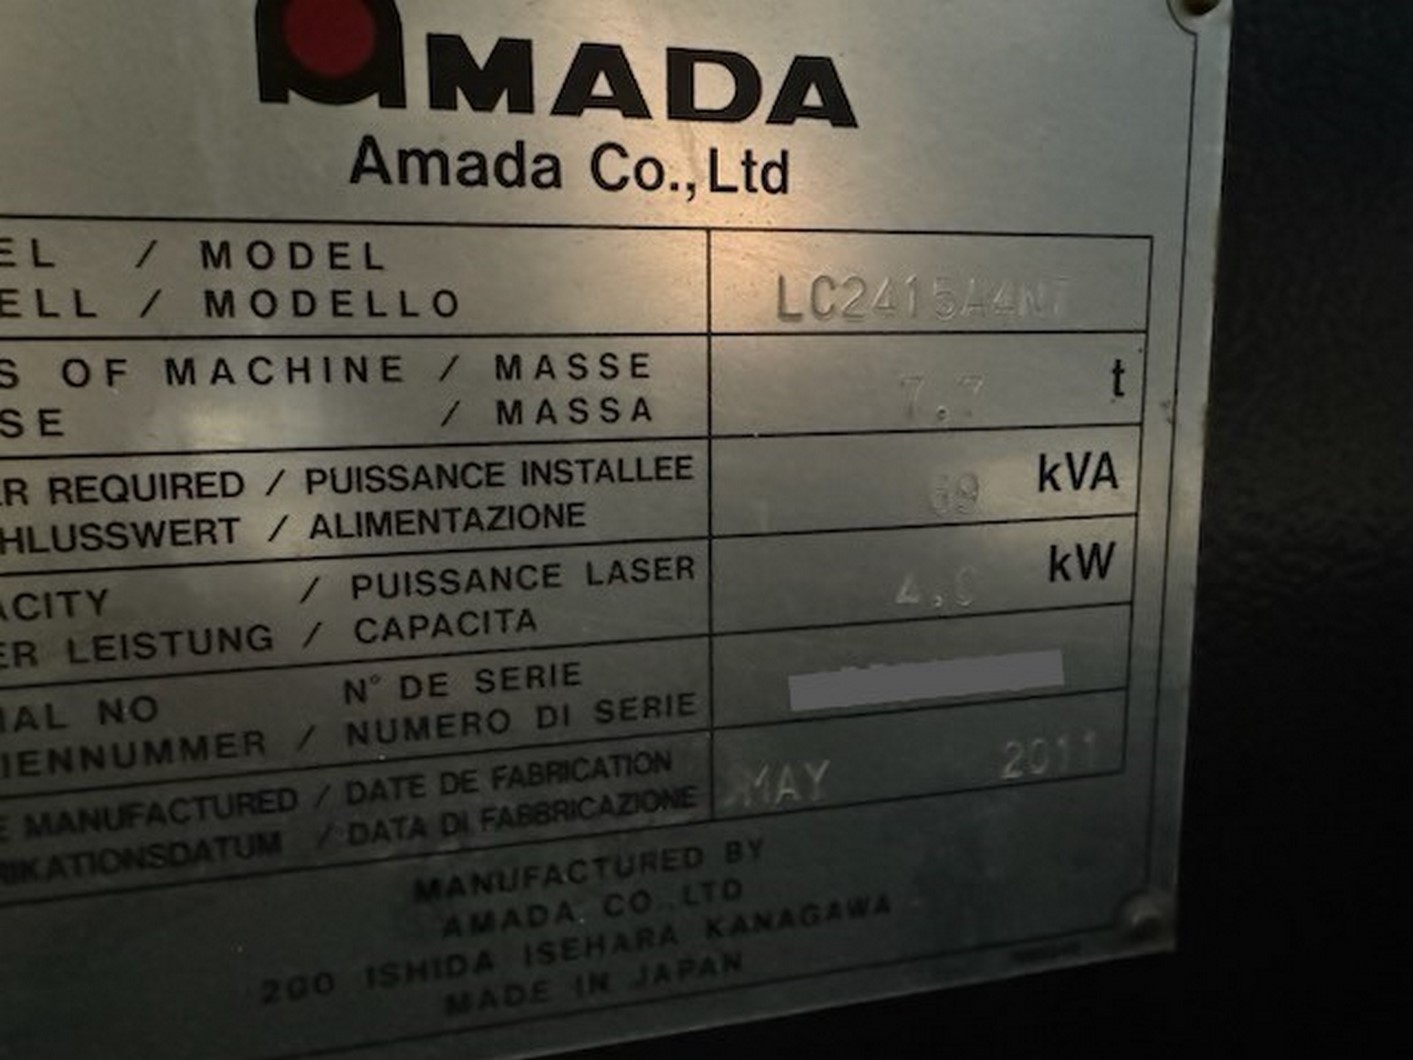 AMADA
Amada Co.,Ltd
EL / MODEL
ELL / MODELLO
LC2415A4NT
S OF MACHINE / MASSE
SE / MASSA
7.7 t
R REQUIRED / PUISSANCE INSTALLEE
HLUSSWERT / ALIMENTAZIONE
69 kVA
ACITY / PUISSANCE LASER
ER LEISTUNG / CAPACITA
4.0 kW
IAL NO N° DE SERIE
IENNUMMER / NUMERO DI SERIE
E MANUFACTURED / DATE DE FABRICATION
RIKATIONSDATUM / DATA DI FABBRICAZIONE
MAY 2011
MANUFACTURED BY
AMADA. CO.,LTD
200 ISHIDA ISEHARA KANAGAWA
MADE IN JAPAN